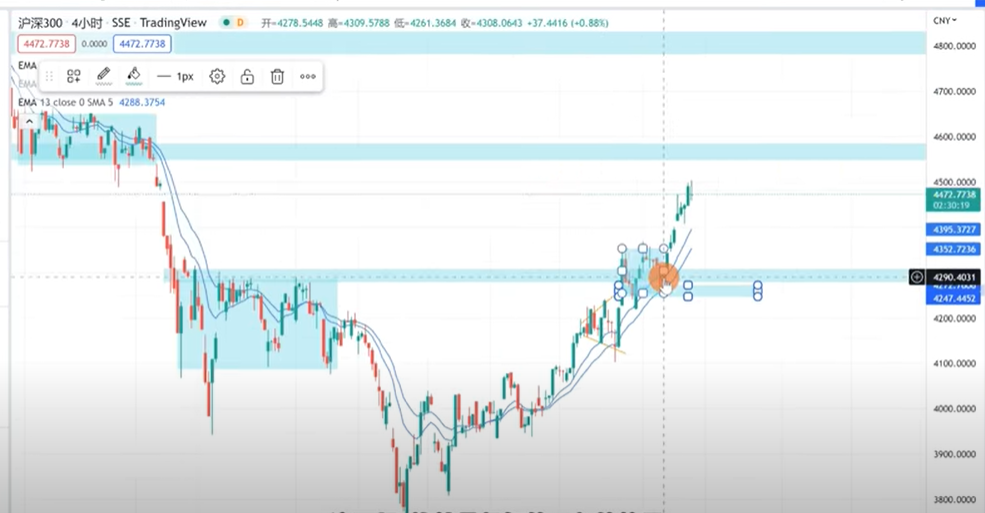 沪深300 · 4小时 · SSE · TradingView D 开=4278.5448 高=4309.5788 低=4261.3684 收=4308.0643 +37.4416 (+0.88%)
CNY
4472.7738 0.0000 4472.7738
EMA
1px
EMA
EMA 13 close 0 SMA 5 4288.3754
4800.0000
4700.0000
4600.0000
4500.0000
4472.7738
02:30:19
4395.3727
4352.7236
4290.4031
4247.4452
4200.0000
4100.0000
4000.0000
3900.0000
3800.0000